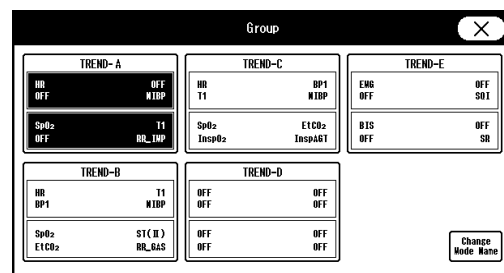 Group
TREND-A
HR OFF
OFF NIBP
SpO₂ T1
OFF RR_IMP
TREND-C
HR BP1
T1 NIBP
SpO₂ EtCO₂
InspO₂ InspAGT
TREND-E
EMG OFF
OFF SQI
BIS OFF
OFF SR
TREND-B
HR T1
BP1 NIBP
SpO₂ ST(Ⅱ)
EtCO₂ RR_GAS
TREND-D
OFF OFF
OFF OFF
OFF OFF
OFF OFF
Change
Mode Name